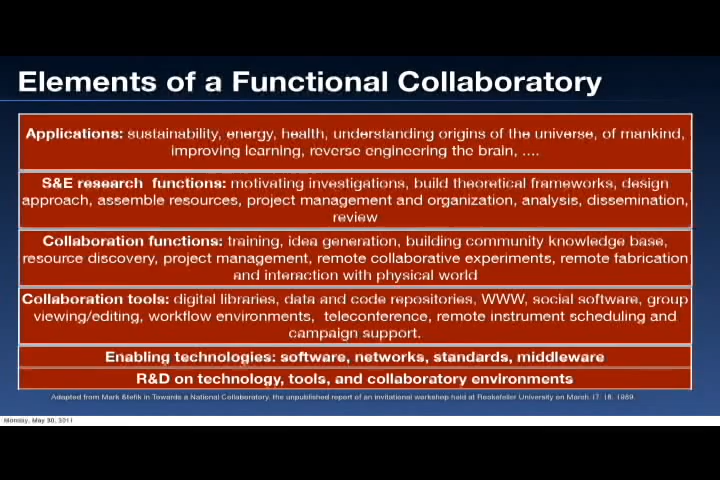 Elements of a Functional Collaboratory
Applications: sustainability, energy, health, understanding origins of the universe, of mankind,
improving learning, reverse engineering the brain, ....
S&E research functions: motivating investigations, build theoretical frameworks, design
approach, assemble resources, project management and organization, analysis, dissemination,
review
Collaboration functions: training, idea generation, building community knowledge base,
resource discovery, project management, remote collaborative experiments, remote fabrication
and interaction with physical world
Collaboration tools: digital libraries, data and code repositories, WWW, social software, group
viewing/editing, workflow environments, teleconference, remote instrument scheduling and
campaign support.
Enabling technologies: software, networks, standards, middleware
R&D on technology, tools, and collaboratory environments
Adapted from Mark Stefik in Towards a National Collaboratory, the unpublished report of an invitational workshop held at Rockefeller University on March 17, 18, 1989.
Monday, May 30, 2011